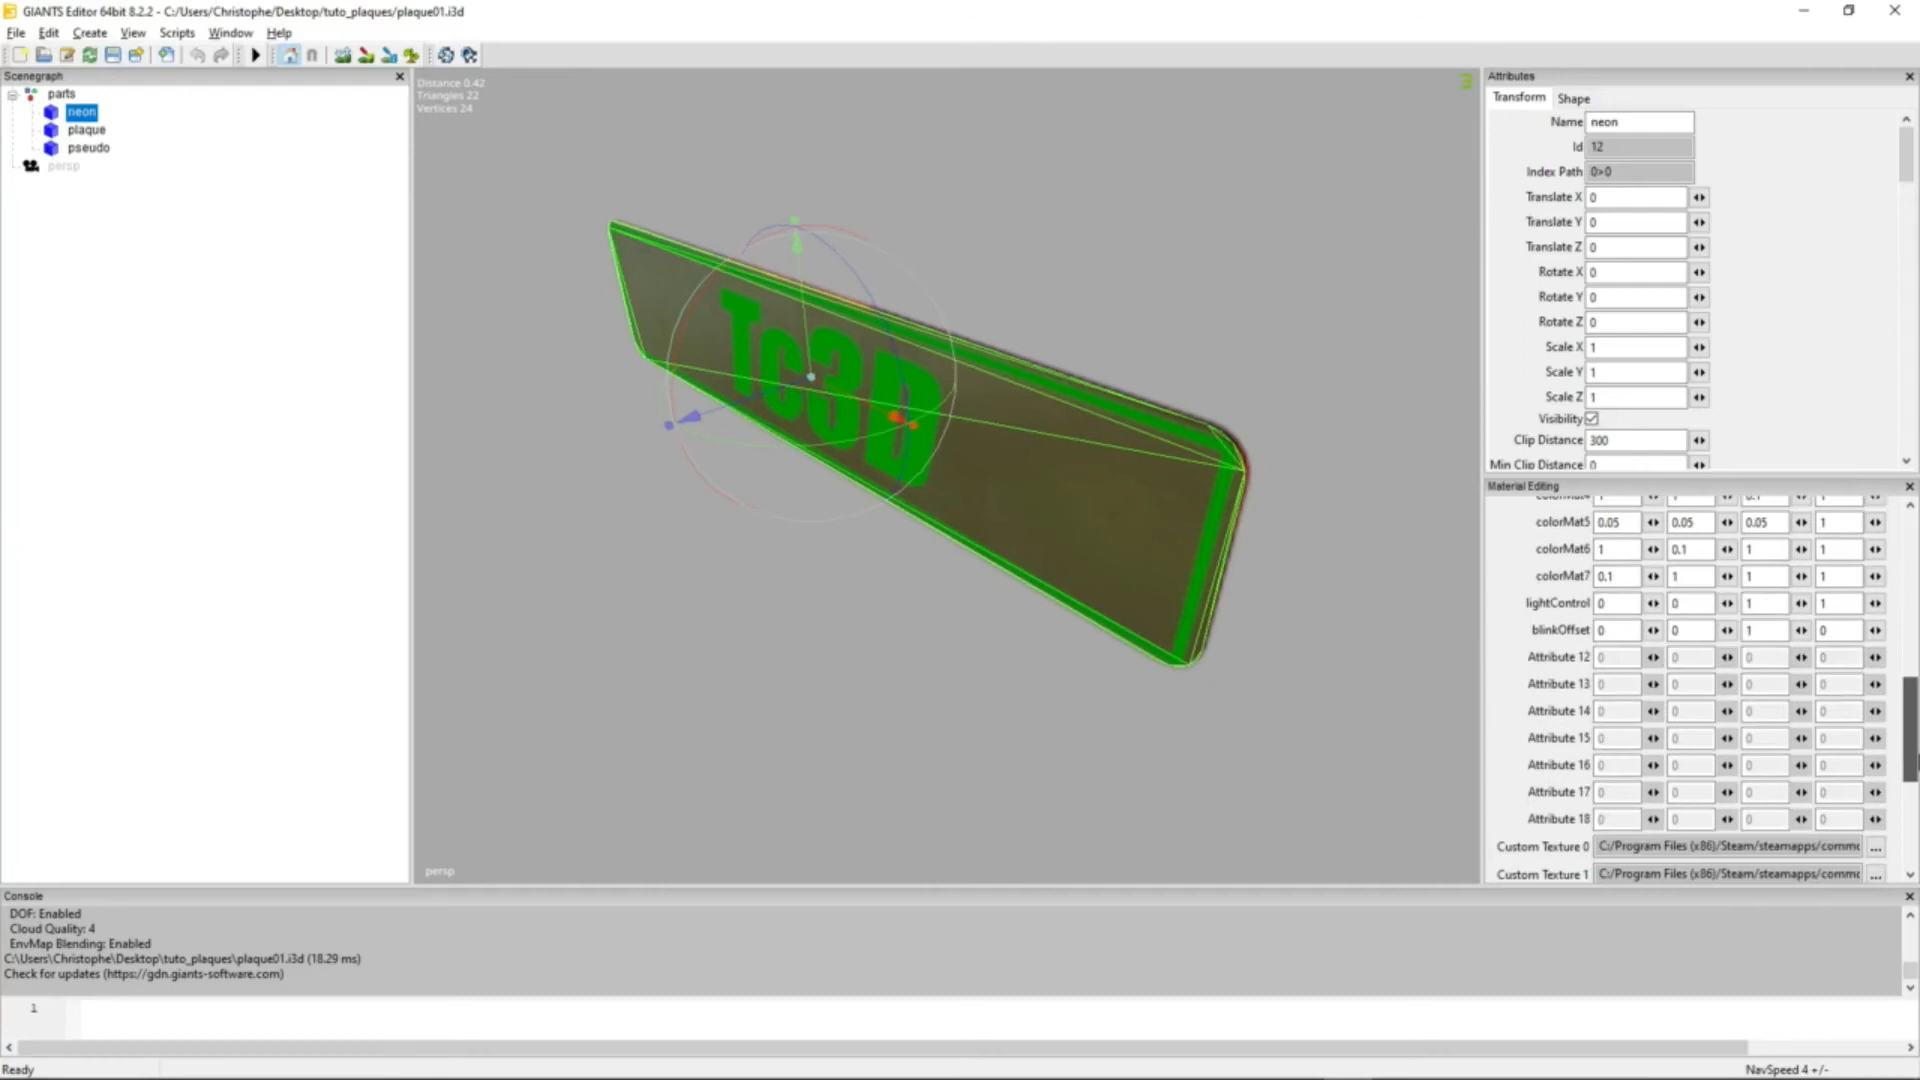 GIANTS Editor 64bit 8.2.2 - C:/Users/Christophe/Desktop/tuto_plaques/plaque01.i3d
File Edit Create View Scripts Window Help
Scenegraph
parts
neon
plaque
pseudo
persp
Distance 0.42
Triangles 22
Vertices 24
Tc3D
persp
Attributes
Transform Shape
Name neon
Id 12
Index Path 0>0
Translate X 0
Translate Y 0
Translate Z 0
Rotate X 0
Rotate Y 0
Rotate Z 0
Scale X 1
Scale Y 1
Scale Z 1
Visibility
Clip Distance 300
Min Clip Distance 0
Material Editing
colorMat4 1 1 0.1 1
colorMat5 0.05 0.05 0.05 1
colorMat6 1 0.1 1 1
colorMat7 0.1 1 1 1
lightControl 0 0 1 1
blinkOffset 0 0 1 0
Attribute 12 0 0 0 0
Attribute 13 0 0 0 0
Attribute 14 0 0 0 0
Attribute 15 0 0 0 0
Attribute 16 0 0 0 0
Attribute 17 0 0 0 0
Attribute 18 0 0 0 0
Custom Texture 0 C:/Program Files (x86)/Steam/steamapps/commo ...
Custom Texture 1 C:/Program Files (x86)/Steam/steamapps/commo ...
Console
DOF: Enabled
Cloud Quality: 4
EnvMap Blending: Enabled
C:\Users\Christophe\Desktop\tuto_plaques\plaque01.i3d (18.29 ms)
Check for updates (https://gdn.giants-software.com)
1
Ready
NavSpeed 4 +/-